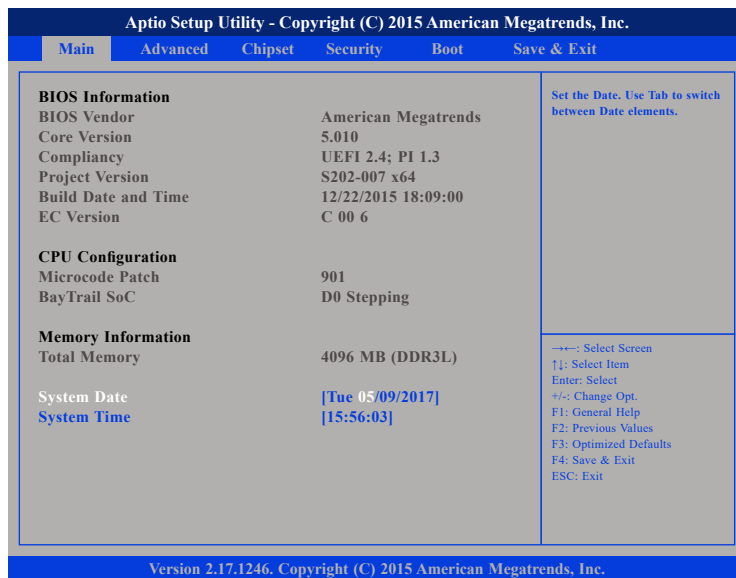 Aptio Setup Utility - Copyright (C) 2015 American Megatrends, Inc.
Main Advanced Chipset Security Boot Save & Exit
BIOS Information
BIOS Vendor American Megatrends
Core Version 5.010
Compliancy UEFI 2.4; PI 1.3
Project Version S202-007 x64
Build Date and Time 12/22/2015 18:09:00
EC Version C 00 6
CPU Configuration
Microcode Patch 901
BayTrail SoC D0 Stepping
Memory Information
Total Memory 4096 MB (DDR3L)
System Date [Tue 05/09/2017]
System Time [15:56:03]
Set the Date. Use Tab to switch
between Date elements.
→←: Select Screen
↑↓: Select Item
Enter: Select
+/-: Change Opt.
F1: General Help
F2: Previous Values
F3: Optimized Defaults
F4: Save & Exit
ESC: Exit
Version 2.17.1246. Copyright (C) 2015 American Megatrends, Inc.